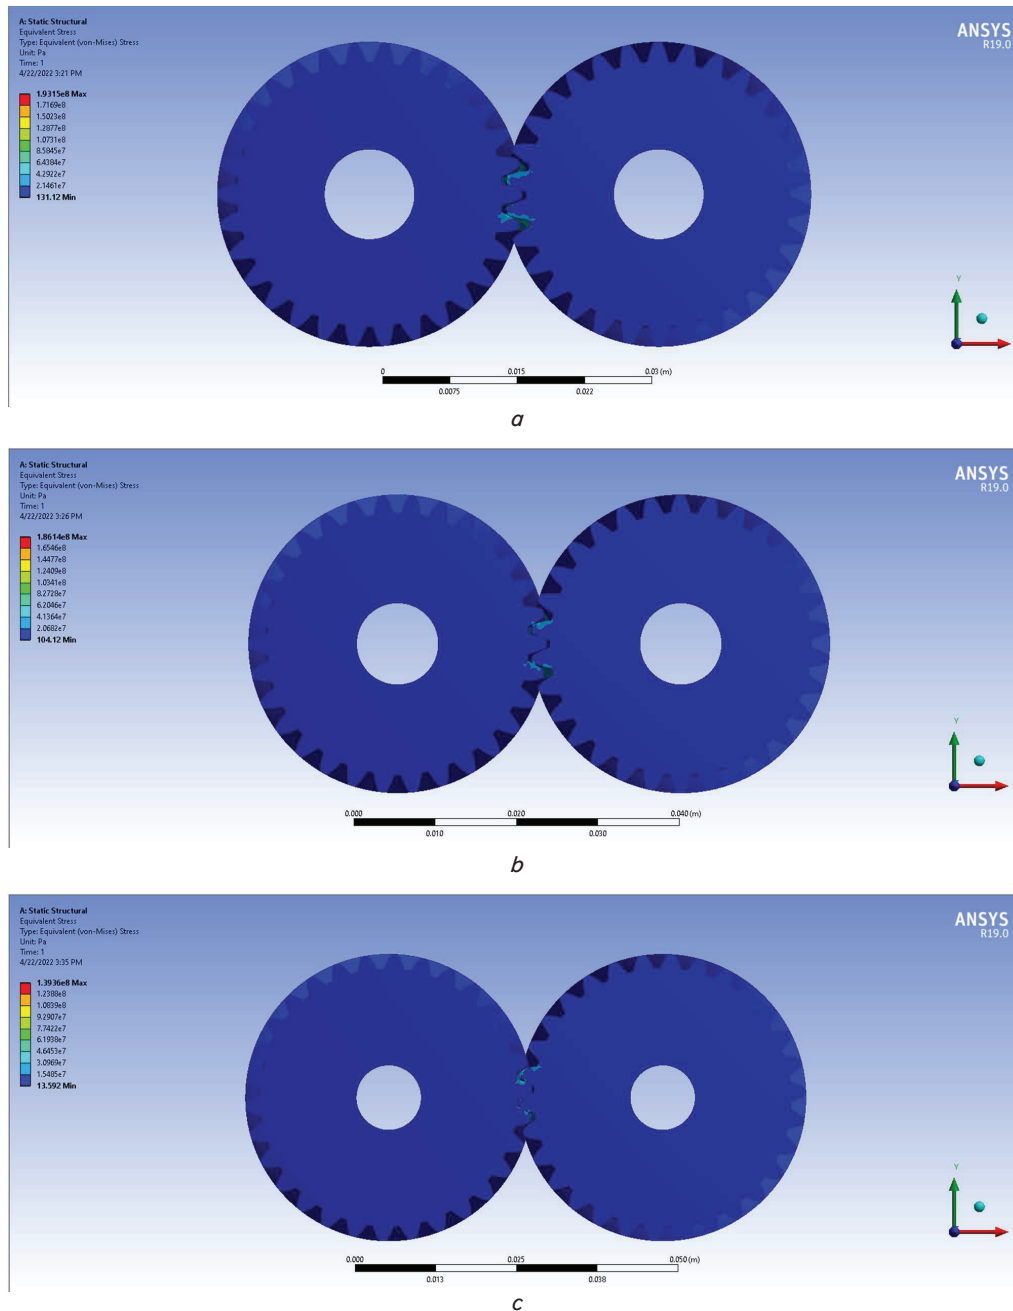 A: Static Structural
Equivalent Stress
Type: Equivalent (von-Mises) Stress
Unit: Pa
Time: 1
4/22/2022 3:21 PM
1.9315e8 Max
1.7169e8
1.5023e8
1.2877e8
1.0731e8
8.5845e7
6.4384e7
4.2922e7
2.1461e7
131.12 Min
ANSYS
R19.0
Y
0 0.015 0.03 (m)
0.0075 0.022
a
A: Static Structural
Equivalent Stress
Type: Equivalent (von-Mises) Stress
Unit: Pa
Time: 1
4/22/2022 3:26 PM
1.8614e8 Max
1.6546e8
1.4477e8
1.2409e8
1.0341e8
8.2728e7
6.2046e7
4.1364e7
2.0682e7
104.12 Min
ANSYS
R19.0
Y
0.000 0.020 0.040 (m)
0.010 0.030
b
A: Static Structural
Equivalent Stress
Type: Equivalent (von-Mises) Stress
Unit: Pa
Time: 1
4/22/2022 3:35 PM
1.3936e8 Max
1.2388e8
1.0839e8
9.2907e7
7.7422e7
6.1938e7
4.6453e7
3.0969e7
1.5485e7
13.592 Min
ANSYS
R19.0
Y
0.000 0.025 0.050 (m)
0.013 0.038
c